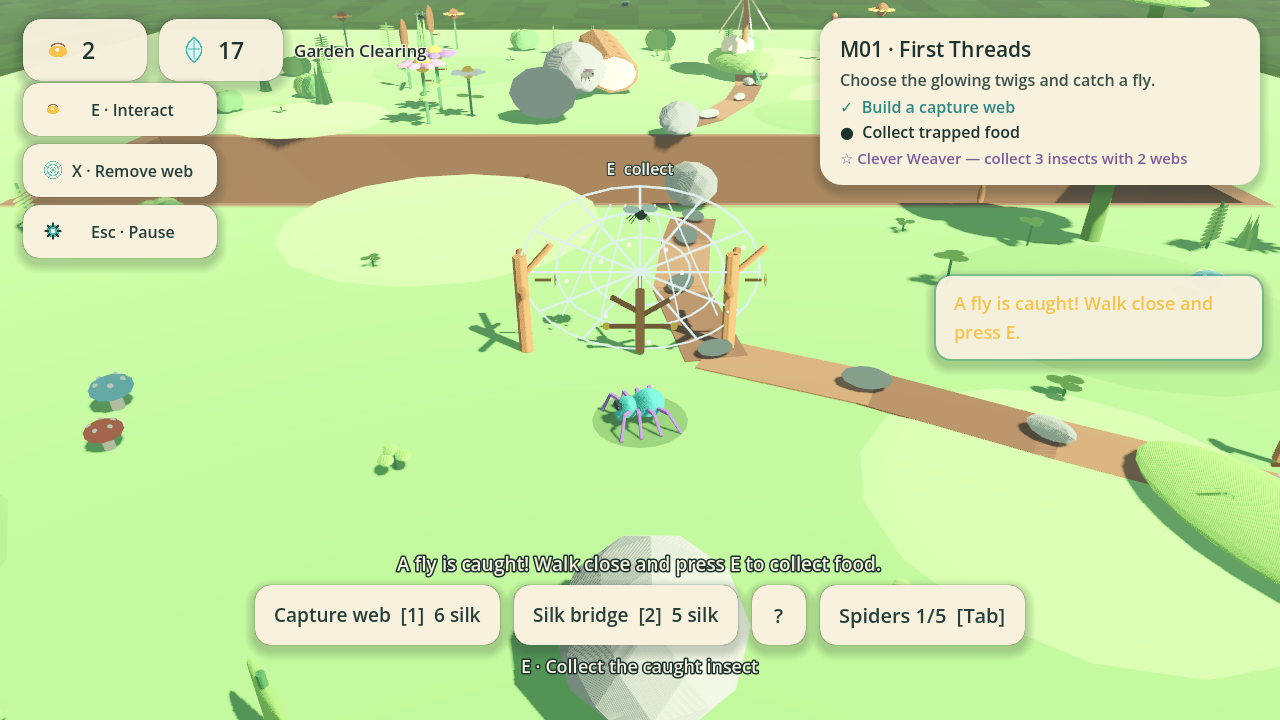 2
17
Garden Clearing
E · Interact
X · Remove web
Esc · Pause
M01 · First Threads
Choose the glowing twigs and catch a fly.
✓ Build a capture web
● Collect trapped food
☆ Clever Weaver — collect 3 insects with 2 webs
E collect
A fly is caught! Walk close and
press E.
A fly is caught! Walk close and press E to collect food.
Capture web [1] 6 silk
Silk bridge [2] 5 silk
?
Spiders 1/5 [Tab]
E · Collect the caught insect